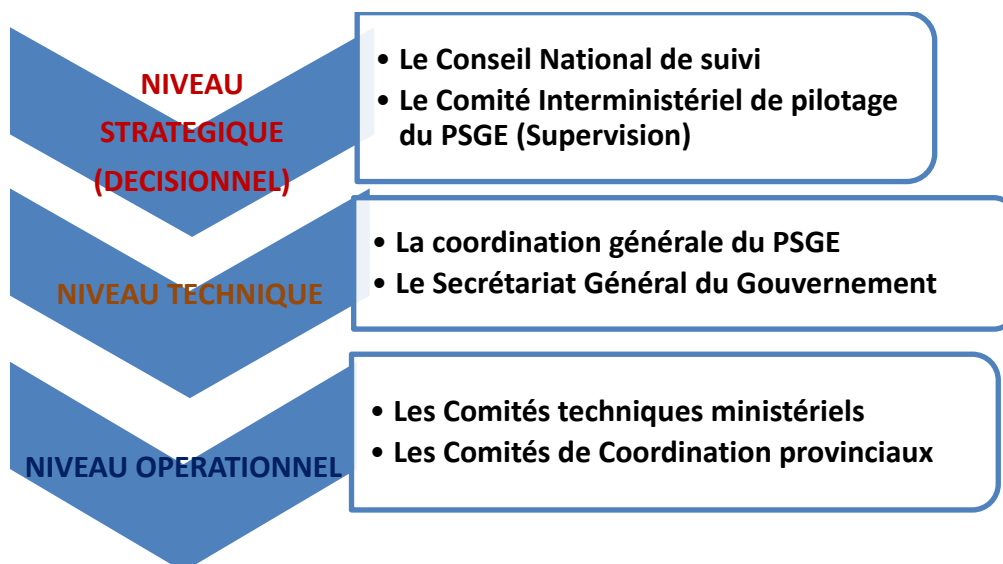 NIVEAU
STRATEGIQUE
(DECISIONNEL)
• Le Conseil National de suivi
• Le Comité Interministériel de pilotage
du PSGE (Supervision)
NIVEAU TECHNIQUE
• La coordination générale du PSGE
• Le Secrétariat Général du Gouvernement
NIVEAU OPERATIONNEL
• Les Comités techniques ministériels
• Les Comités de Coordination provinciaux